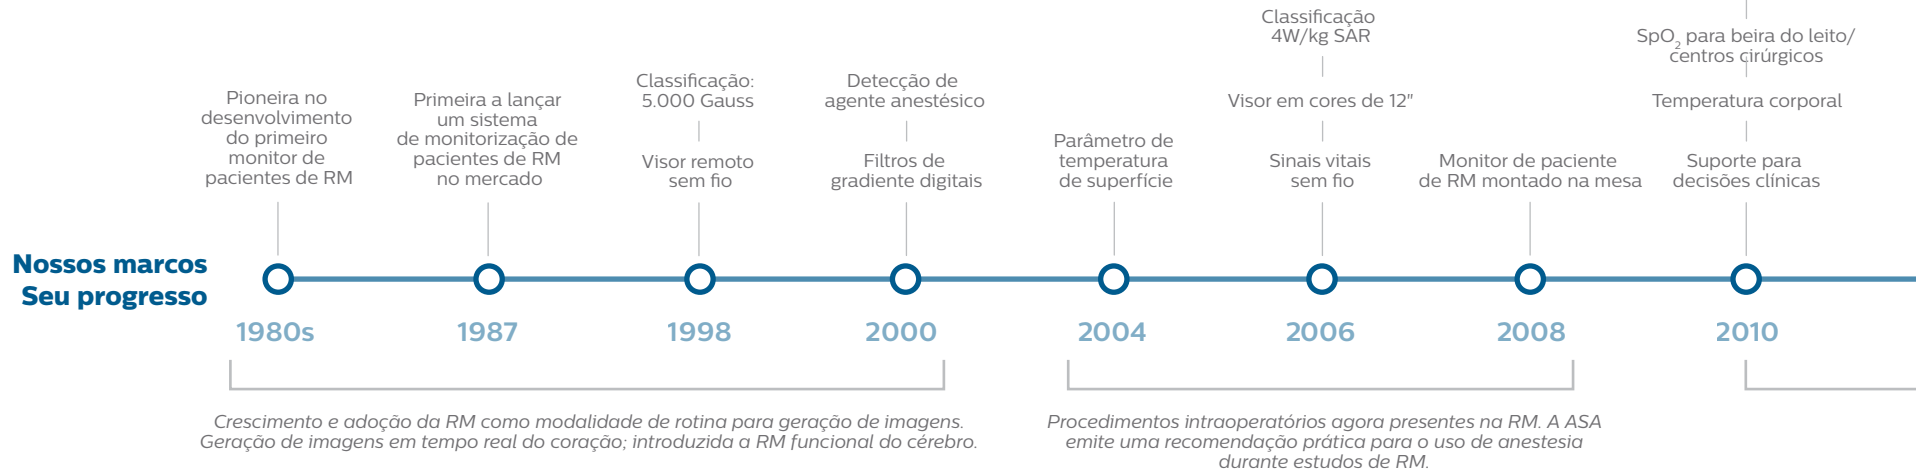 Pioneira no
desenvolvimento
do primeiro
monitor de
pacientes de RM
Primeira a lançar
um sistema
de monitorização de
pacientes de RM
no mercado
Classificação:
5.000 Gauss
Visor remoto
sem fio
Detecção de
agente anestésico
Filtros de
gradiente digitais
Parâmetro de
temperatura
de superfície
Classificação
4W/kg SAR
Visor em cores de 12"
Sinais vitais
sem fio
Monitor de paciente
de RM montado na mesa
SpO₂ para beira do leito/
centros cirúrgicos
Temperatura corporal
Suporte para
decisões clínicas
Nossos marcos
Seu progresso
1980s
1987
1998
2000
2004
2006
2008
2010
Crescimento e adoção da RM como modalidade de rotina para geração de imagens.
Geração de imagens em tempo real do coração; introduzida a RM funcional do cérebro.
Procedimentos intraoperatórios agora presentes na RM. A ASA
emite uma recomendação prática para o uso de anestesia
durante estudos de RM.